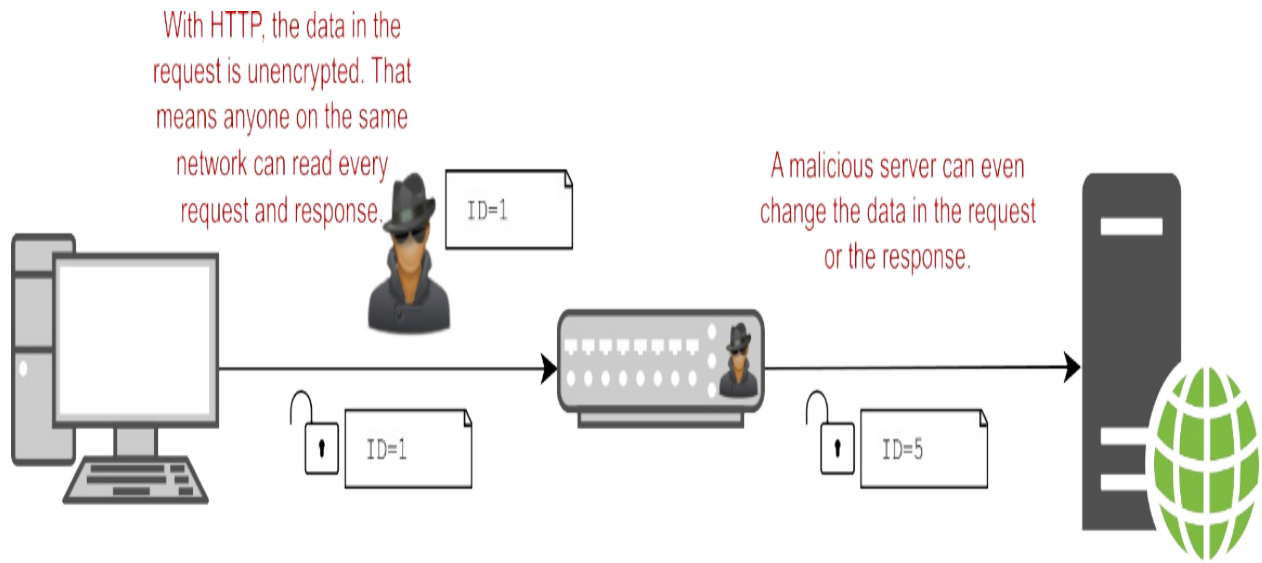 With HTTP, the data in the
request is unencrypted. That
means anyone on the same
network can read every
request and response.
ID=1
A malicious server can even
change the data in the request
or the response.
ID=1
ID=5